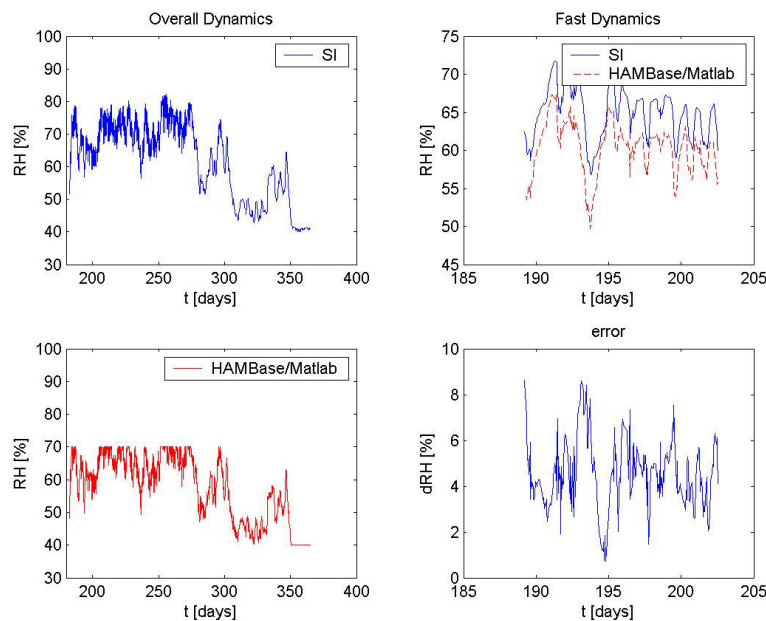 Overall Dynamics
100
90
80
70
60
50
40
30
RH [%]
SI
200 250 300 350 400
t [days]
Fast Dynamics
75
70
65
60
55
50
45
RH [%]
SI
HAMBase/Matlab
185 190 195 200 205
t [days]
100
90
80
70
60
50
40
30
RH [%]
HAMBase/Matlab
200 250 300 350 400
t [days]
error
10
8
6
4
2
0
dRH [%]
185 190 195 200 205
t [days]